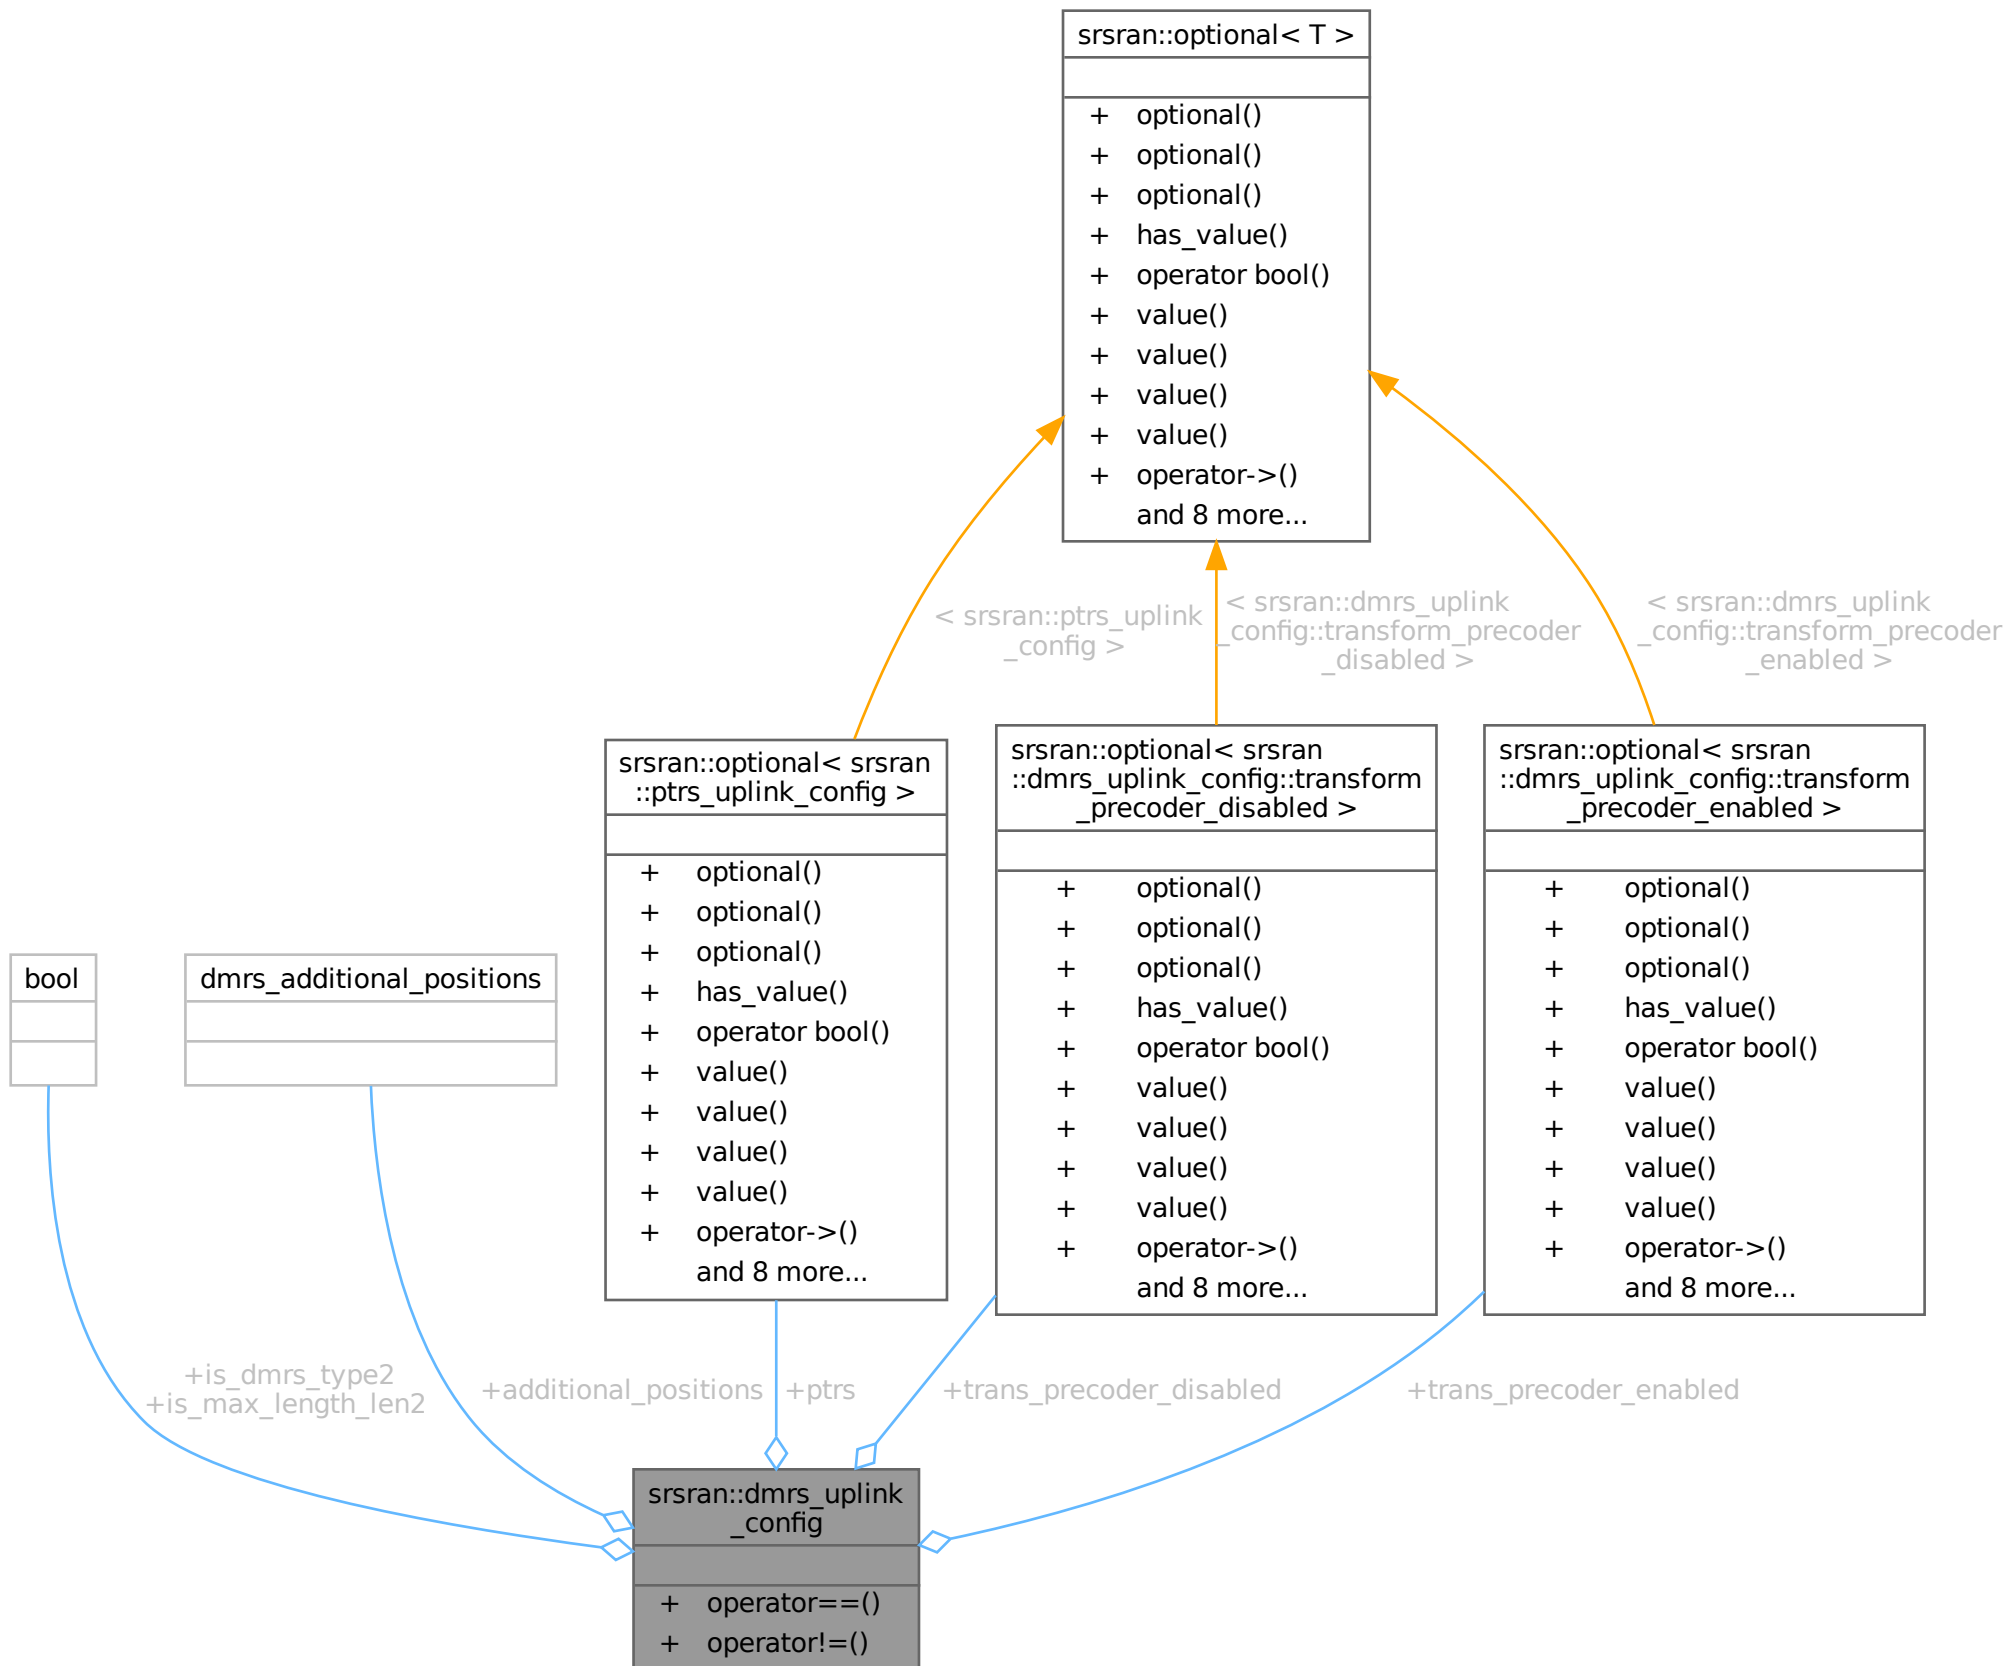 srsran::optional< T >
+ optional()
+ optional()
+ optional()
+ has_value()
+ operator bool()
+ value()
+ value()
+ value()
+ value()
+ operator->()
and 8 more...
< srsran::ptrs_uplink
_config >
< srsran::dmrs_uplink
_config::transform_precoder
_disabled >
< srsran::dmrs_uplink
_config::transform_precoder
_enabled >
bool
dmrs_additional_positions
srsran::optional< srsran
::ptrs_uplink_config >
+ optional()
+ optional()
+ optional()
+ has_value()
+ operator bool()
+ value()
+ value()
+ value()
+ value()
+ operator->()
and 8 more...
srsran::optional< srsran
::dmrs_uplink_config::transform
_precoder_disabled >
+ optional()
+ optional()
+ optional()
+ has_value()
+ operator bool()
+ value()
+ value()
+ value()
+ value()
+ operator->()
and 8 more...
srsran::optional< srsran
::dmrs_uplink_config::transform
_precoder_enabled >
+ optional()
+ optional()
+ optional()
+ has_value()
+ operator bool()
+ value()
+ value()
+ value()
+ value()
+ operator->()
and 8 more...
+is_dmrs_type2
+is_max_length_len2
+additional_positions
+ptrs
+trans_precoder_disabled
+trans_precoder_enabled
srsran::dmrs_uplink
_config
+ operator==()
+ operator!=()